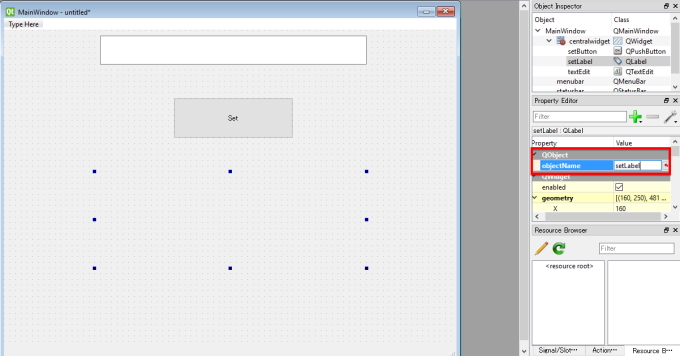 MainWindow - untitled*
Type Here
Set
Object Inspector
Object Class
MainWindow QMainWindow
centralwidget QWidget
setButton QPushButton
setLabel QLabel
textEdit QTextEdit
menubar QMenuBar
statusbar QStatusBar
Property Editor
Filter
setLabel : QLabel
Property Value
QObject
objectName setLabel
QWidget
enabled
geometry [(160, 250), 481 ...
X 160
Resource Browser
Filter
<resource root>
Signal/Slot… Action… Resource B…